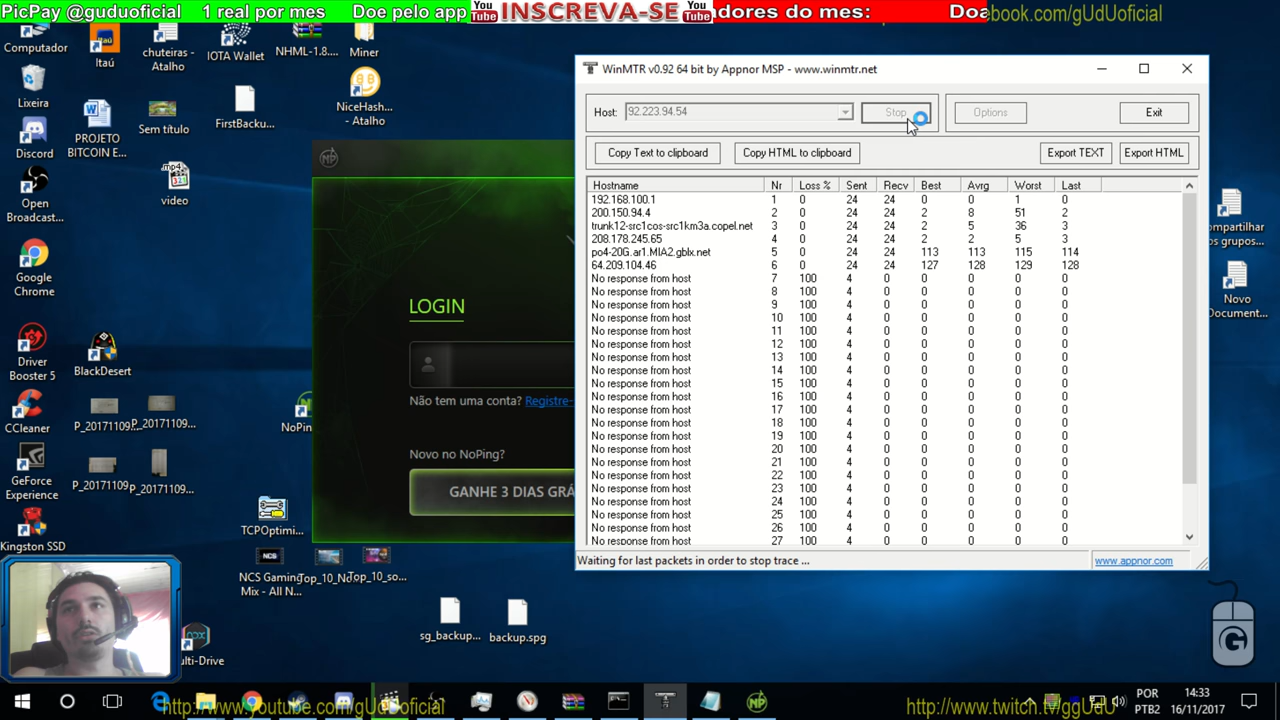 PicPay @guduoficial 1 real por mes Doe pelo app You Tube INSCREVA-SE You Tube adores do mes: Doa ebook.com/gUdUoficial
Computador
Itaú
chuteiras - Atalho
IOTA Wallet
NHML-1.8....
Miner
Lixeira
PROJETO BITCOIN E...
Sem título
FirstBacku...
NiceHash... - Atalho
Discord
Open Broadcast...
mp4
video
Google Chrome
Driver Booster 5
BlackDesert
CCleaner
P_20171109...
P_20171109...
NoPin
GeForce Experience
P_20171109...
P_20171109...
TCPOptimi...
Kingston SSD
NCS
NCS Gaming Mix - All N...
Top_10_No
Top_10_so...
sg_backup...
backup.spg
ulti-Drive
ompartilhar os grupos...
Novo Document...
LOGIN
Não tem uma conta? Registre-
Novo no NoPing?
GANHE 3 DIAS GRÁ
WinMTR v0.92 64 bit by Appnor MSP - www.winmtr.net
Host: 92.223.94.54 Stop Options Exit
Copy Text to clipboard Copy HTML to clipboard Export TEXT Export HTML
Hostname Nr Loss % Sent Recv Best Avrg Worst Last
192.168.100.1 1 0 24 24 0 0 1 0
200.150.94.4 2 0 24 24 2 8 51 2
trunk12-src1cos-src1km3a.copel.net 3 0 24 24 2 5 36 3
208.178.245.65 4 0 24 24 2 2 5 3
po4-20G.ar1.MIA2.gblx.net 5 0 24 24 113 113 115 114
64.209.104.46 6 0 24 24 127 128 129 128
No response from host 7 100 4 0 0 0 0 0
No response from host 8 100 4 0 0 0 0 0
No response from host 9 100 4 0 0 0 0 0
No response from host 10 100 4 0 0 0 0 0
No response from host 11 100 4 0 0 0 0 0
No response from host 12 100 4 0 0 0 0 0
No response from host 13 100 4 0 0 0 0 0
No response from host 14 100 4 0 0 0 0 0
No response from host 15 100 4 0 0 0 0 0
No response from host 16 100 4 0 0 0 0 0
No response from host 17 100 4 0 0 0 0 0
No response from host 18 100 4 0 0 0 0 0
No response from host 19 100 4 0 0 0 0 0
No response from host 20 100 4 0 0 0 0 0
No response from host 21 100 4 0 0 0 0 0
No response from host 22 100 4 0 0 0 0 0
No response from host 23 100 4 0 0 0 0 0
No response from host 24 100 4 0 0 0 0 0
No response from host 25 100 4 0 0 0 0 0
No response from host 26 100 4 0 0 0 0 0
No response from host 27 100 4 0 0 0 0 0
Waiting for last packets in order to stop trace ... www.appnor.com
http://www.youtube.com/gUdUoficial
http://www.twitch.tv/ggUdU
POR
PTB2
14:33
16/11/2017